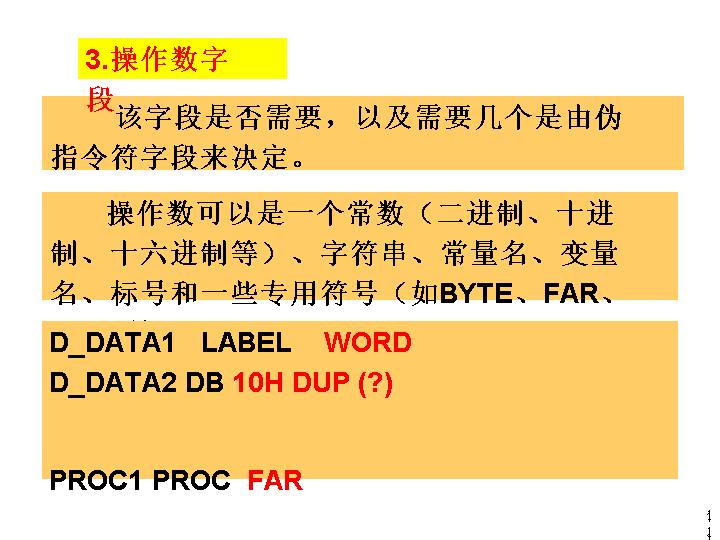 3.操作数字
段
该字段是否需要，以及需要几个是由伪
指令符字段来决定。
操作数可以是一个常数（二进制、十进
制、十六进制等）、字符串、常量名、变量
名、标号和一些专用符号（如BYTE、FAR、
D_DATA1 LABEL WORD
D_DATA2 DB 10H DUP (?)
PROC1 PROC FAR